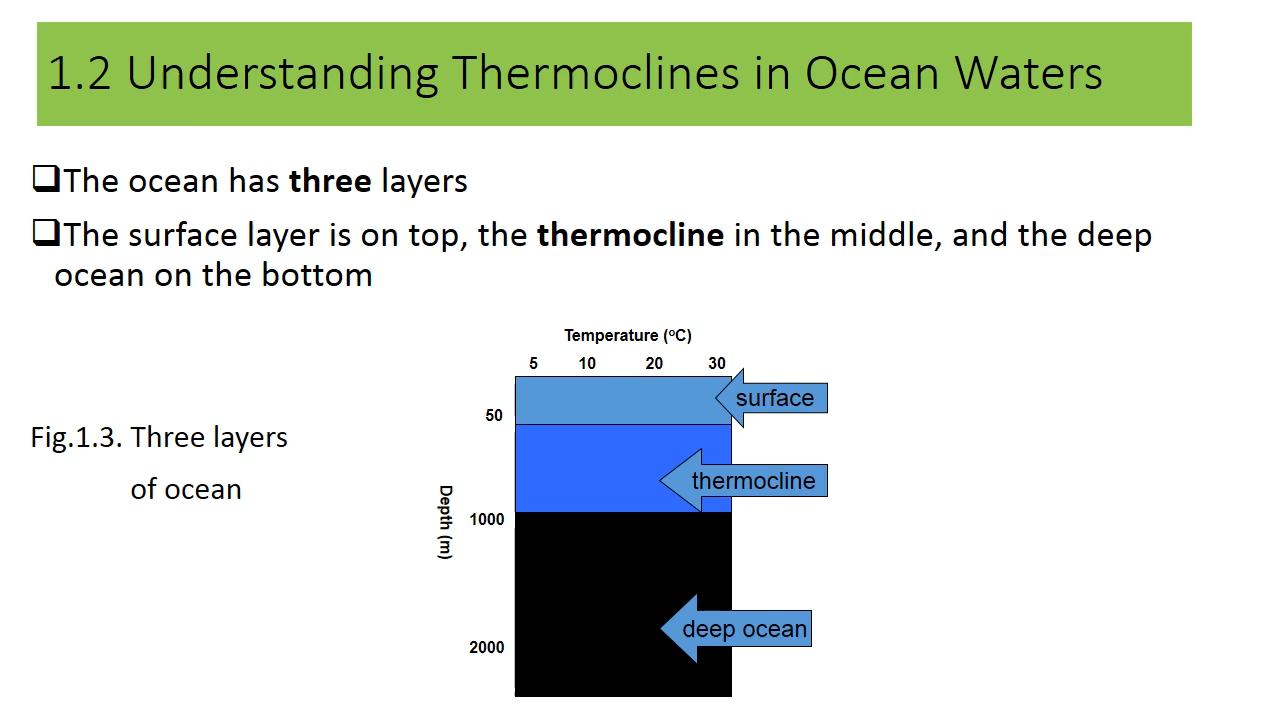 1.2 Understanding Thermoclines in Ocean Waters
❑The ocean has three layers
❑The surface layer is on top, the thermocline in the middle, and the deep
ocean on the bottom
Temperature (°C)
5 10 20 30
surface
50
Fig.1.3. Three layers
of ocean
thermocline
Depth (m)
1000
deep ocean
2000